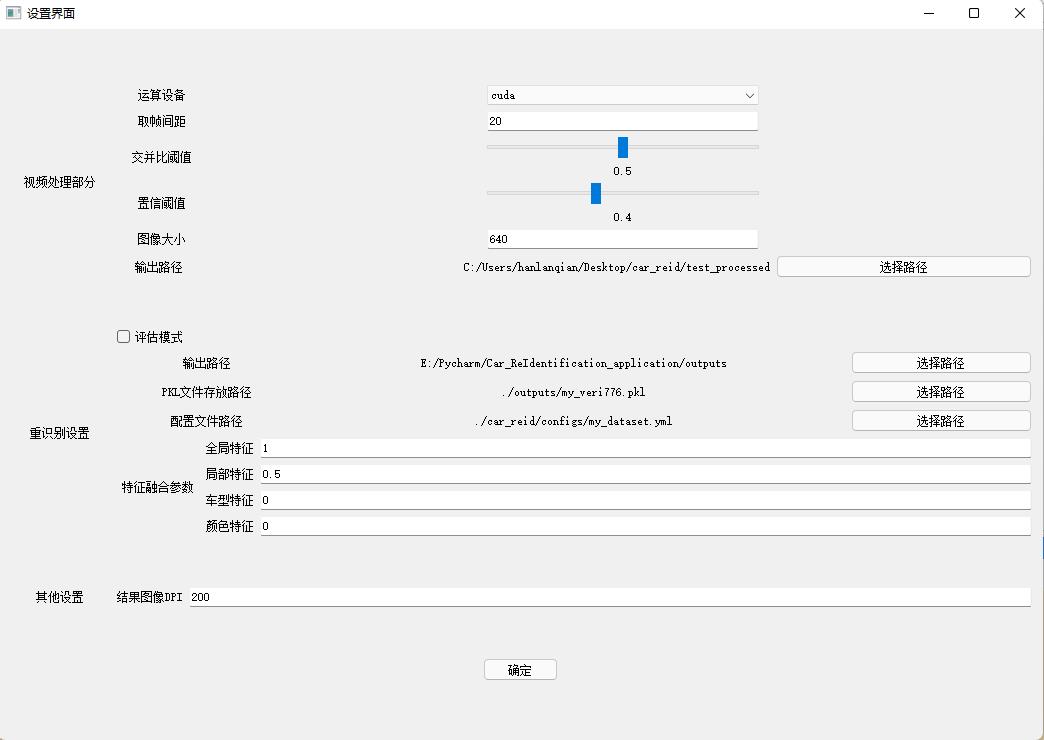 设置界面
视频处理部分
运算设备 cuda
取帧间距 20
交并比阈值 0.5
置信阈值 0.4
图像大小 640
输出路径 C:/Users/hanlanqian/Desktop/car_reid/test_processed 选择路径
重识别设置
评估模式
输出路径 E:/Pycharm/Car_ReIdentification_application/outputs 选择路径
PKL文件存放路径 ./outputs/my_veri776.pkl 选择路径
配置文件路径 ./car_reid/configs/my_dataset.yml 选择路径
特征融合参数
全局特征 1
局部特征 0.5
车型特征 0
颜色特征 0
其他设置 结果图像DPI 200
确定